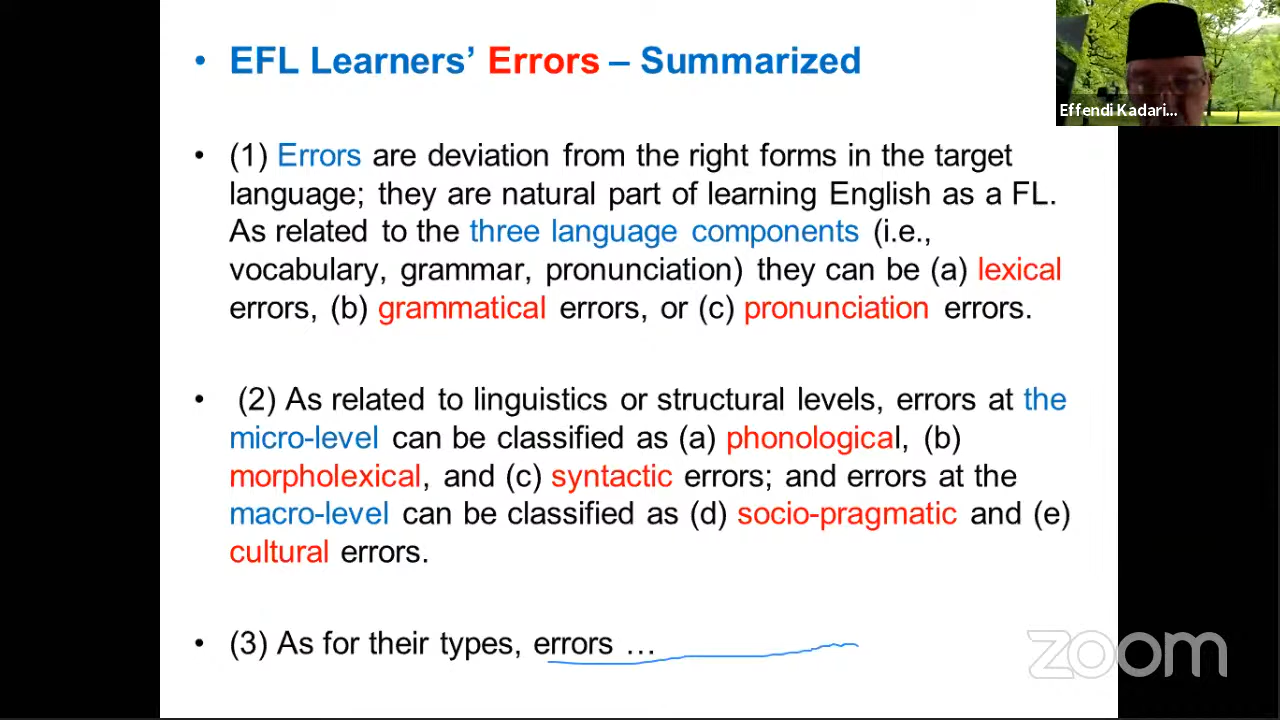 • EFL Learners’ Errors – Summarized
Effendi Kadari...
• (1) Errors are deviation from the right forms in the target
language; they are natural part of learning English as a FL.
As related to the three language components (i.e.,
vocabulary, grammar, pronunciation) they can be (a) lexical
errors, (b) grammatical errors, or (c) pronunciation errors.
• (2) As related to linguistics or structural levels, errors at the
micro-level can be classified as (a) phonological, (b)
morpholexical, and (c) syntactic errors; and errors at the
macro-level can be classified as (d) socio-pragmatic and (e)
cultural errors.
• (3) As for their types, errors …
zoom